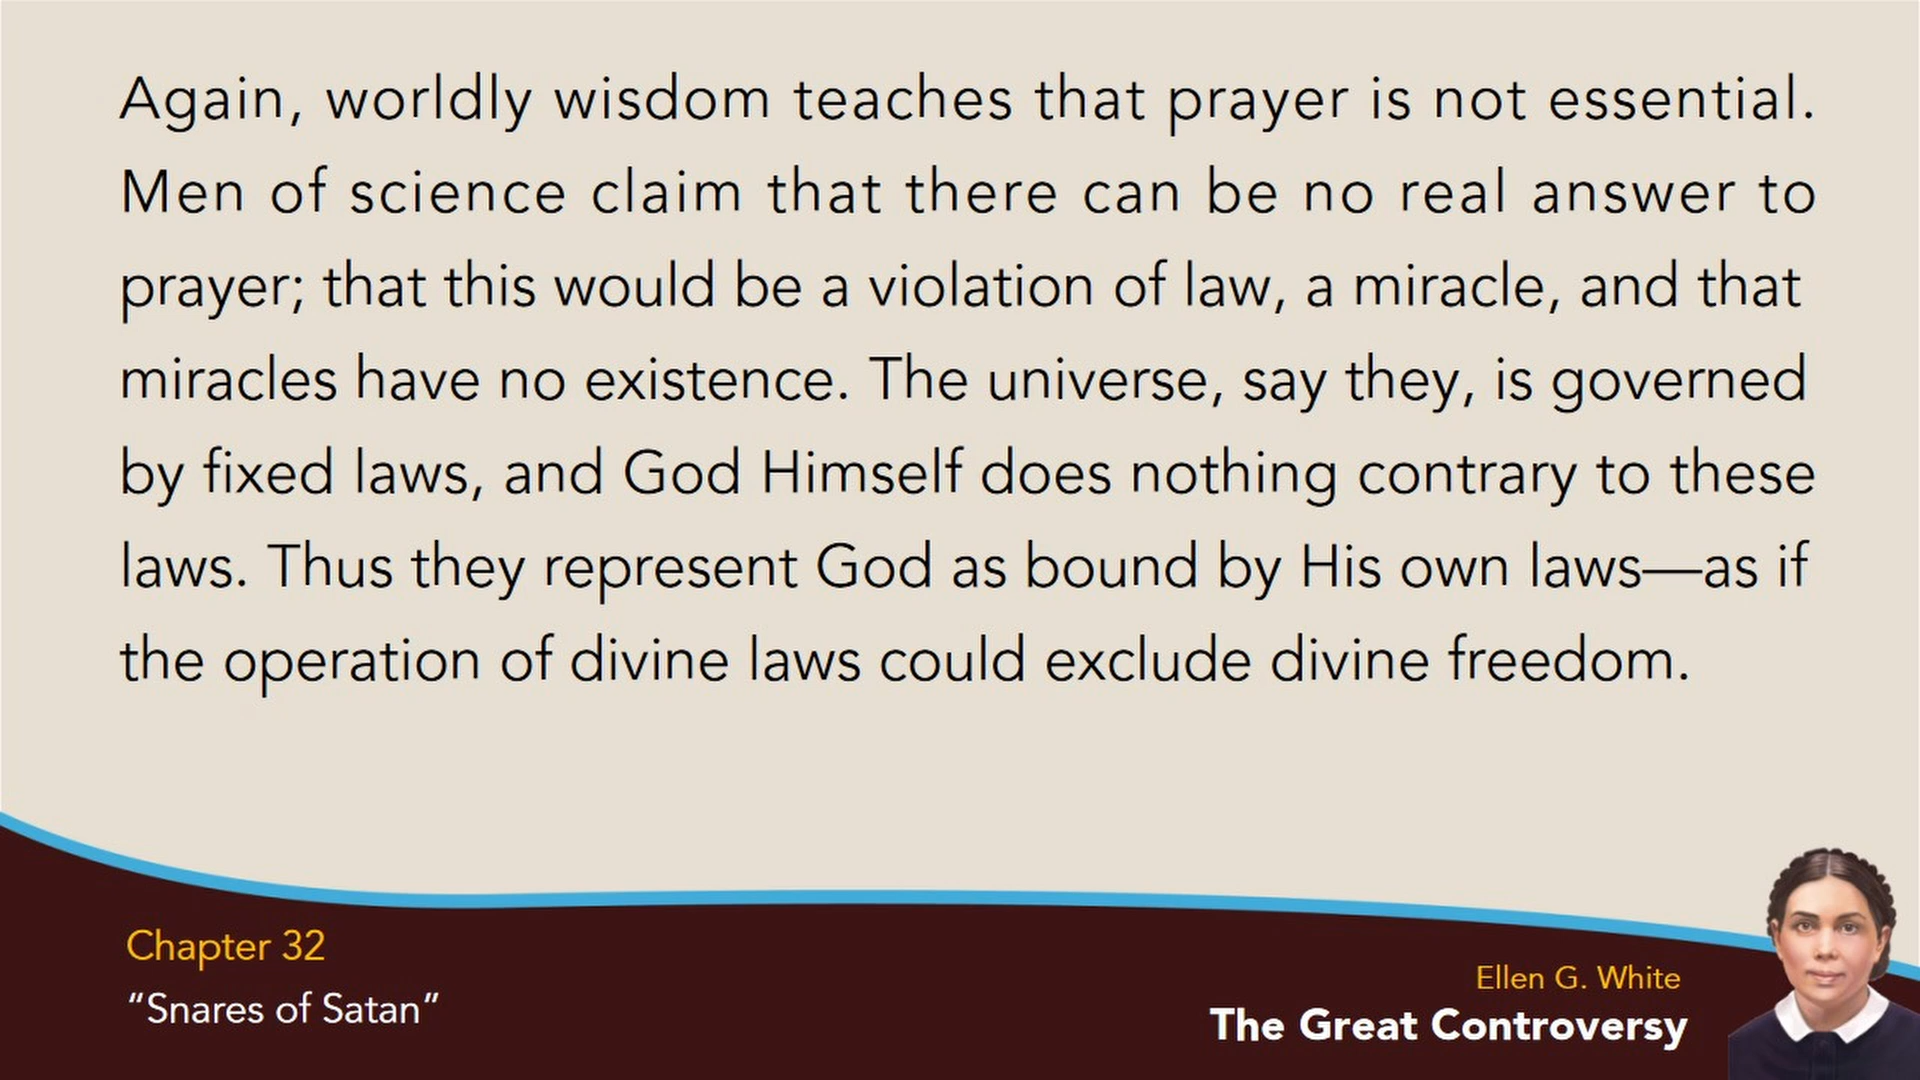 Again, worldly wisdom teaches that prayer is not essential.
Men of science claim that there can be no real answer to
prayer; that this would be a violation of law, a miracle, and that
miracles have no existence. The universe, say they, is governed
by fixed laws, and God Himself does nothing contrary to these
laws. Thus they represent God as bound by His own laws—as if
the operation of divine laws could exclude divine freedom.
Chapter 32
“Snares of Satan”
Ellen G. White
The Great Controversy